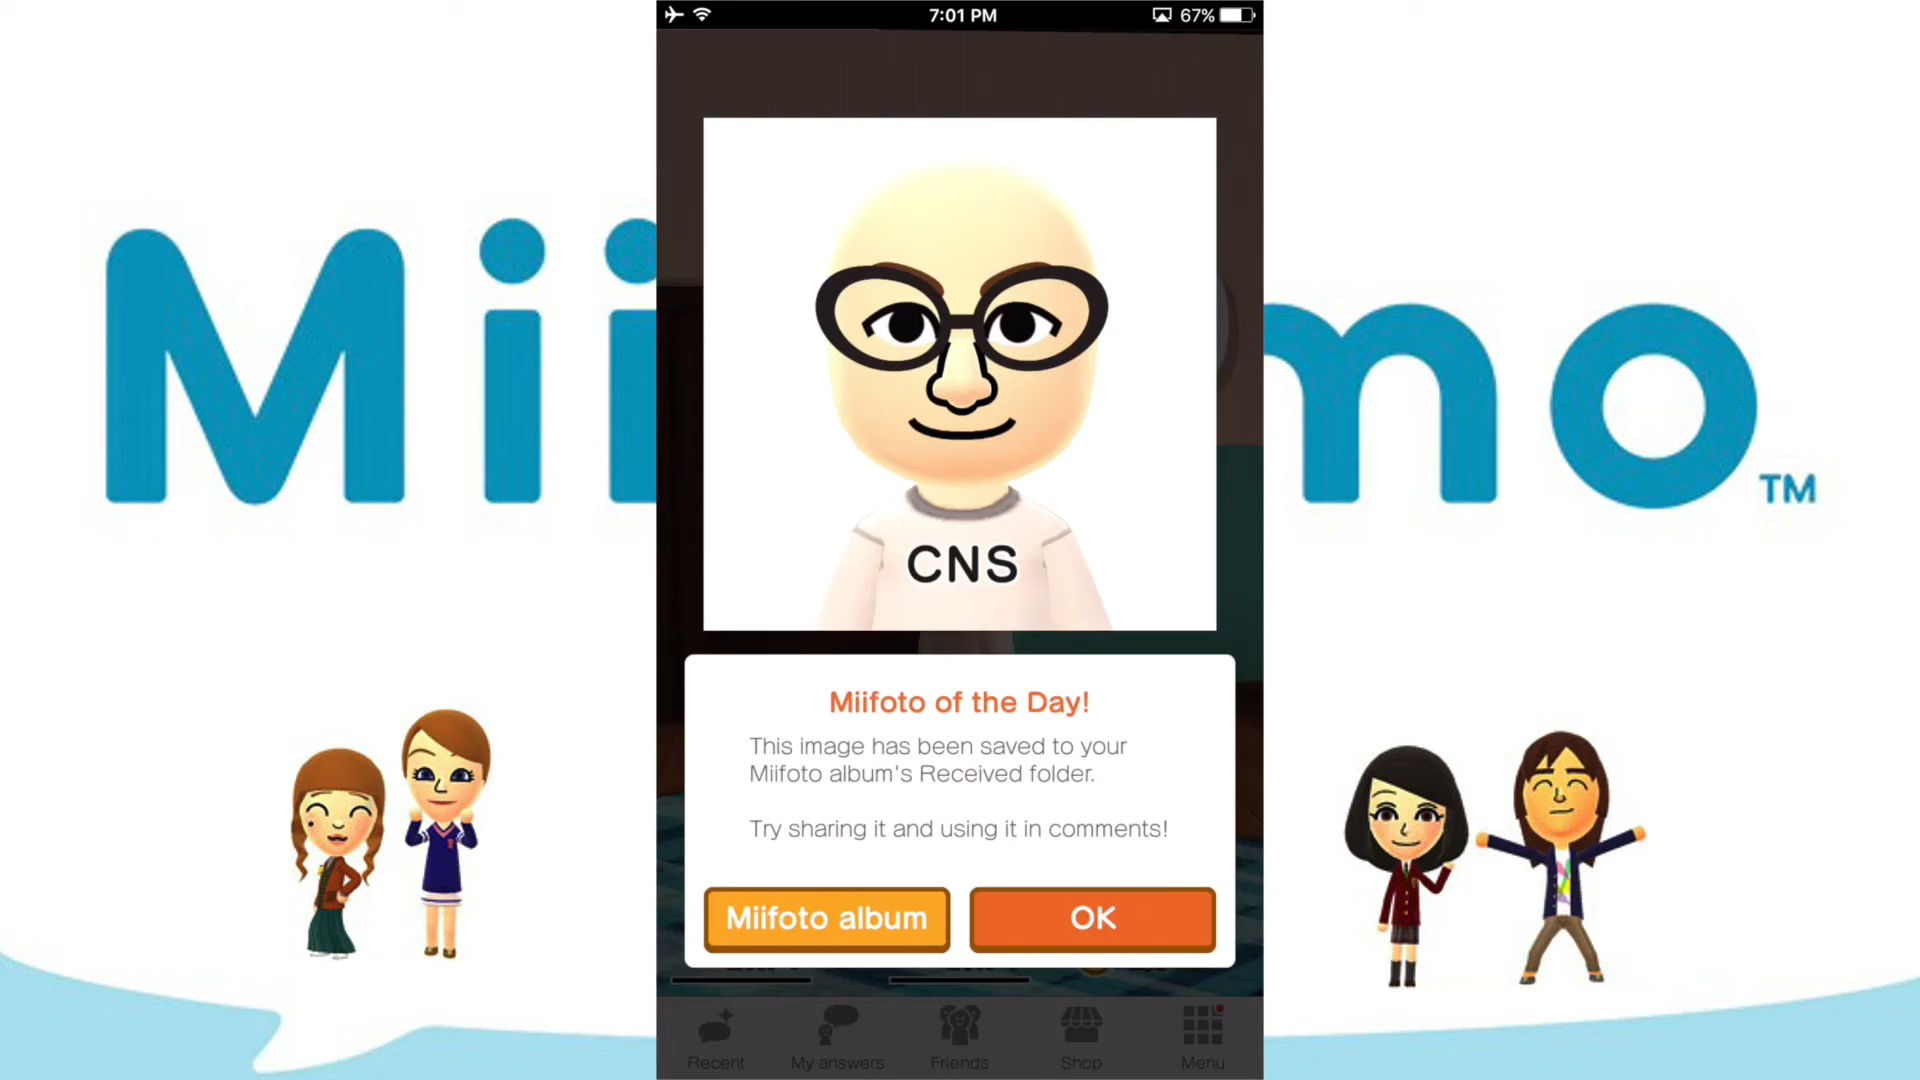 7:01 PM
67%
Mii
mo
TM
CNS
Miifoto of the Day!
This image has been saved to your
Miifoto album's Received folder.
Try sharing it and using it in comments!
Miifoto album
OK
Recent
My answers
Friends
Shop
Menu